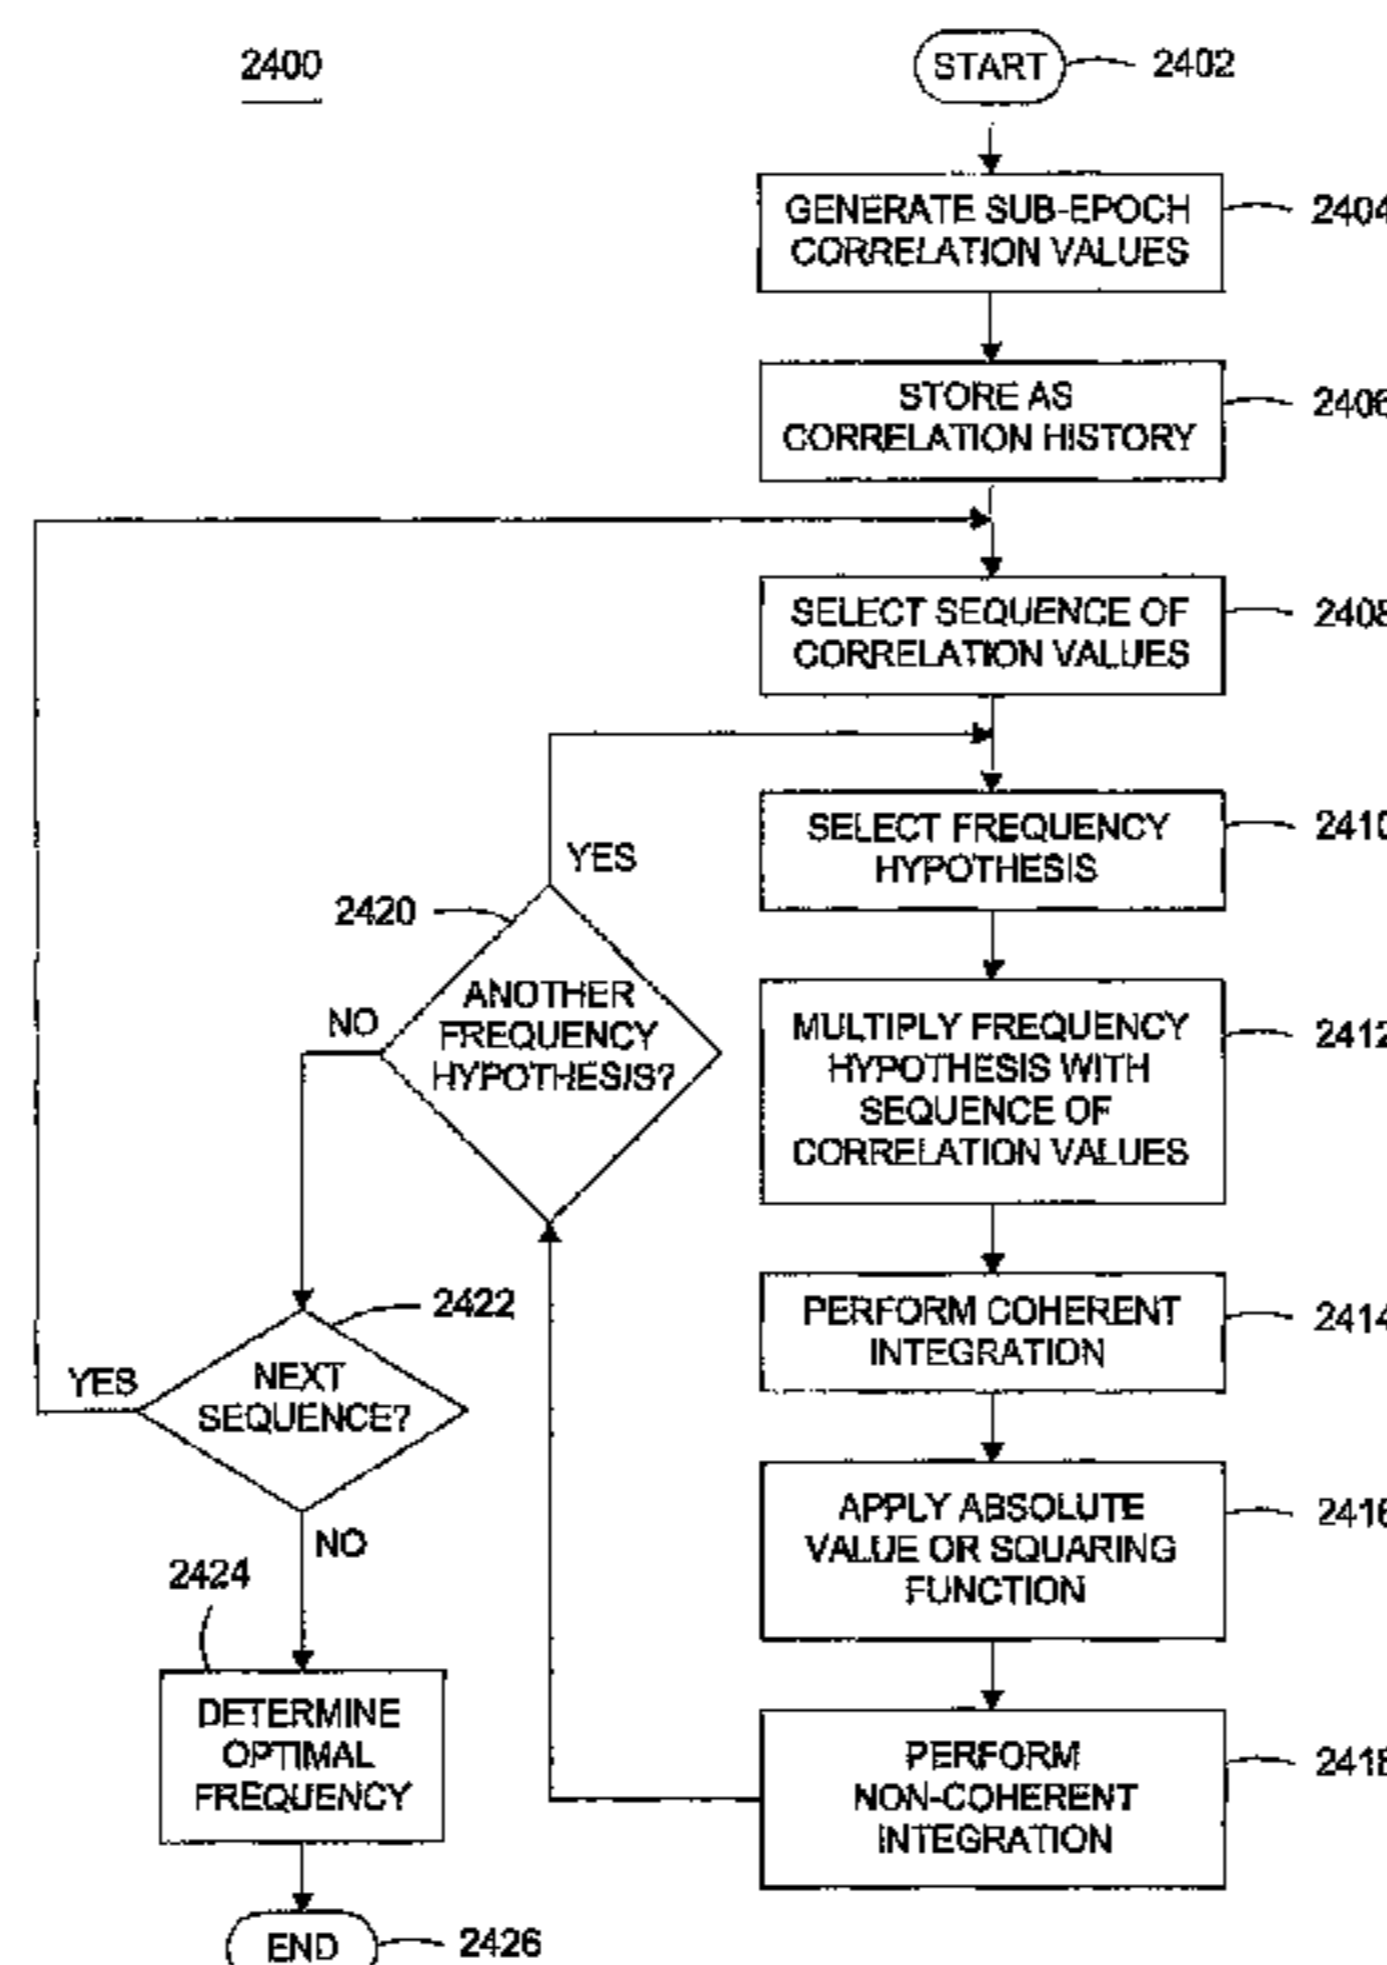 2400
START
2402
GENERATE SUB-EPOCH
CORRELATION VALUES
2404
STORE AS
CORRELATION HISTORY
2406
SELECT SEQUENCE OF
CORRELATION VALUES
2408
SELECT FREQUENCY
HYPOTHESIS
2410
MULTIPLY FREQUENCY
HYPOTHESIS WITH
SEQUENCE OF
CORRELATION VALUES
2412
PERFORM COHERENT
INTEGRATION
2414
APPLY ABSOLUTE
VALUE OR SQUARING
FUNCTION
2416
PERFORM
NON-COHERENT
INTEGRATION
2418
YES
2420
ANOTHER
FREQUENCY
HYPOTHESIS?
NO
2422
NEXT
SEQUENCE?
YES
NO
2424
DETERMINE
OPTIMAL
FREQUENCY
END
2426